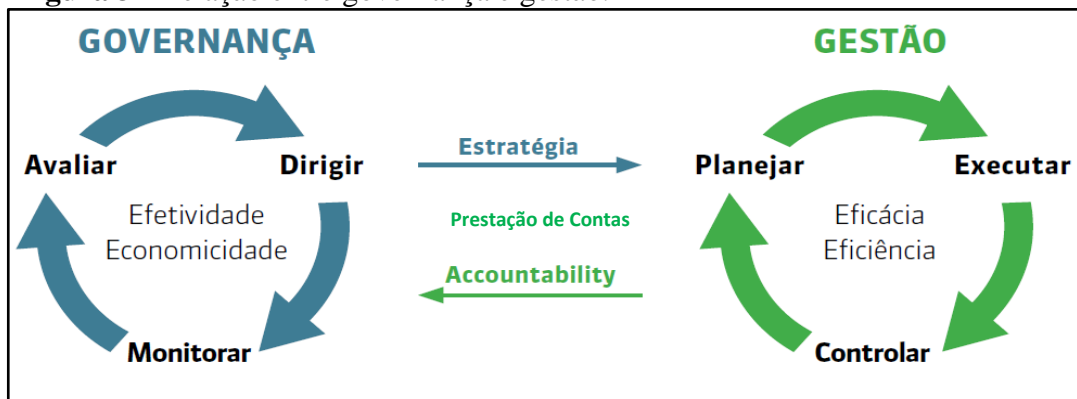 GOVERNANÇA
GESTÃO
Avaliar
Dirigir
Efetividade
Economicidade
Monitorar
Estratégia
Prestação de Contas
Accountability
Planejar
Executar
Eficácia
Eficiência
Controlar